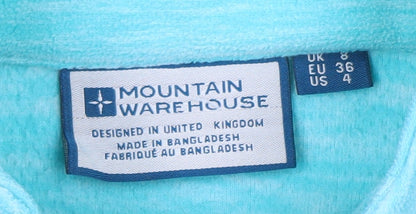 MOUNTAIN
WAREHOUSE
DESIGNED IN UNITED KINGDOM
MADE IN BANGLADESH
FABRIQUÉ AU BANGLADESH
UK 8
EU 36
US 4